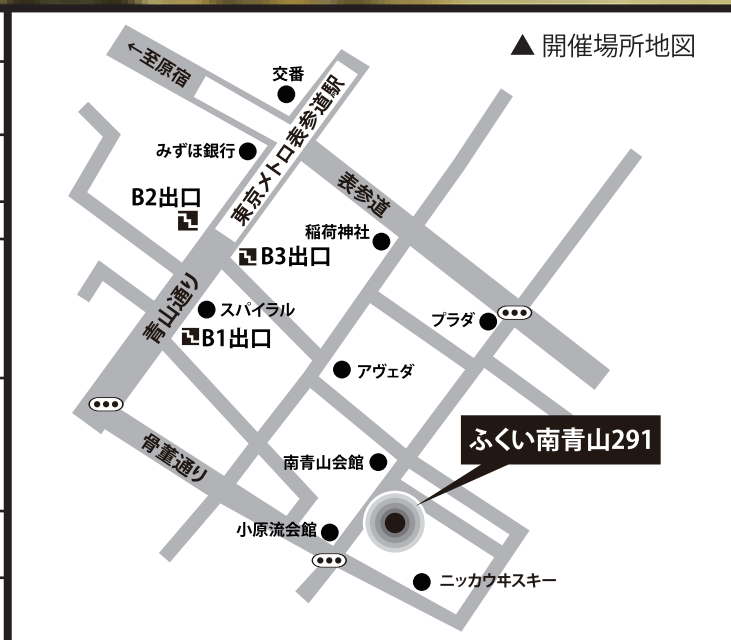 ▲ 開催場所地図
←至原宿
交番
東京メトロ表参道駅
みずほ銀行
表参道
B2出口
稲荷神社
B3出口
青山通り
スパイラル
プラダ
B1出口
アヴェダ
ふくい南青山291
骨董通り
南青山会館
小原流会館
ニッカウヰスキー